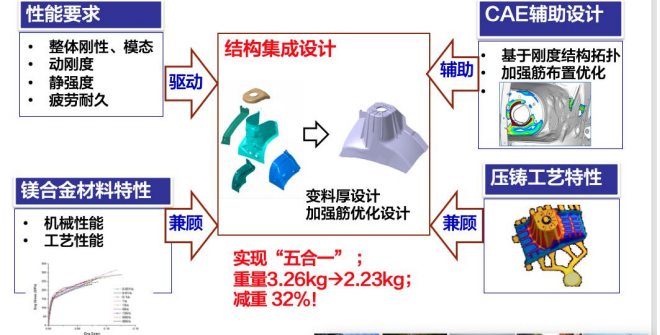 性能要求
• 整体刚性、模态
• 动刚度
• 静强度
• 疲劳耐久
驱动
结构集成设计
变料厚设计
加强筋优化设计
实现“五合一”；
重量3.26kg→2.23kg；
减重 32%！
CAE辅助设计
• 基于刚度结构拓扑
• 加强筋布置优化
•
辅助
镁合金材料特性
• 机械性能
• 工艺性能
兼顾
压铸工艺特性
兼顾